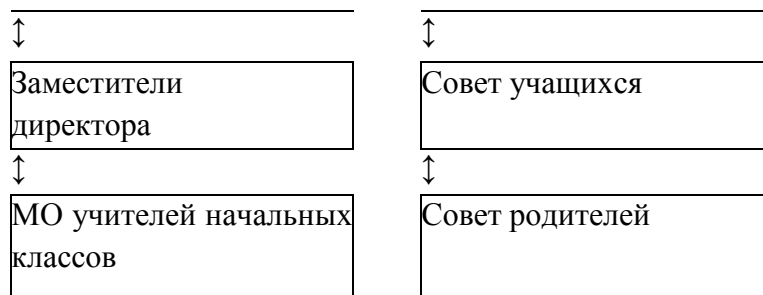 ↕
Заместители
директора
↕
МО учителей начальных
классов
↕
Совет учащихся
↕
Совет родителей